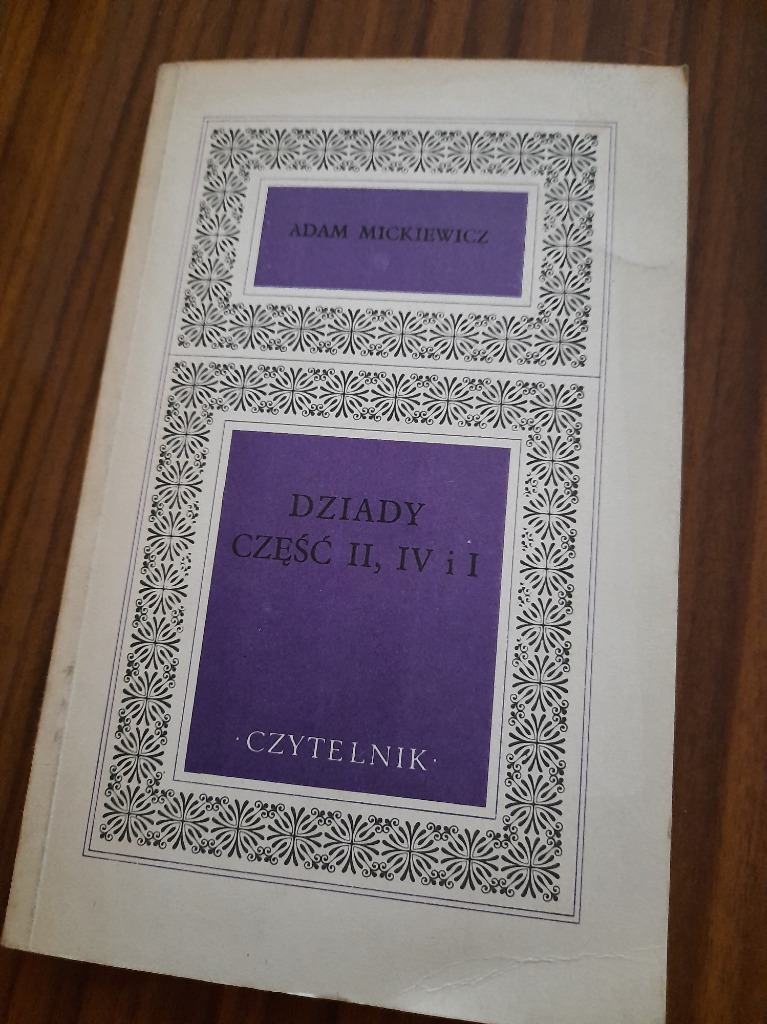 ADAM MICKIEWICZ
DZIADY
CZĘŚĆ II, IV i I
·CZYTELNIK·